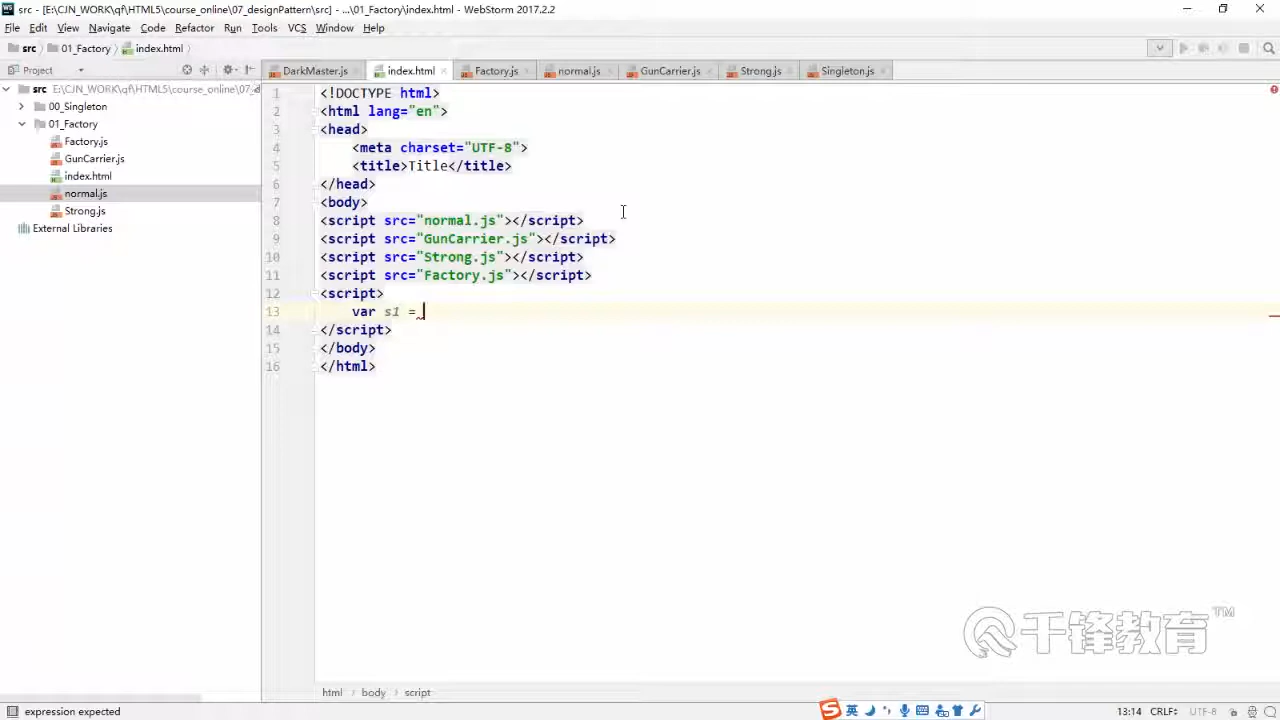 src - [E:\CJN_WORK\qf\HTML5\course_online\07_designPattern\src] - ...\01_Factory\index.html - WebStorm 2017.2.2
File Edit View Navigate Code Refactor Run Tools VCS Window Help
src 01_Factory index.html
Project
DarkMaster.js index.html Factory.js normal.js GunCarrier.js Strong.js Singleton.js
src E:\CJN_WORK\qf\HTML5\course_online\07_d
00_Singleton
01_Factory
Factory.js
GunCarrier.js
index.html
normal.js
Strong.js
External Libraries
1 <!DOCTYPE html>
2 <html lang="en">
3 <head>
4 <meta charset="UTF-8">
5 <title>Title</title>
6 </head>
7 <body>
8 <script src="normal.js"></script>
9 <script src="GunCarrier.js"></script>
10 <script src="Strong.js"></script>
11 <script src="Factory.js"></script>
12 <script>
13 var s1 =
14 </script>
15 </body>
16 </html>
千锋教育 TM
html / body / script
expression expected
英
13:14 CRLF÷ UTF-8